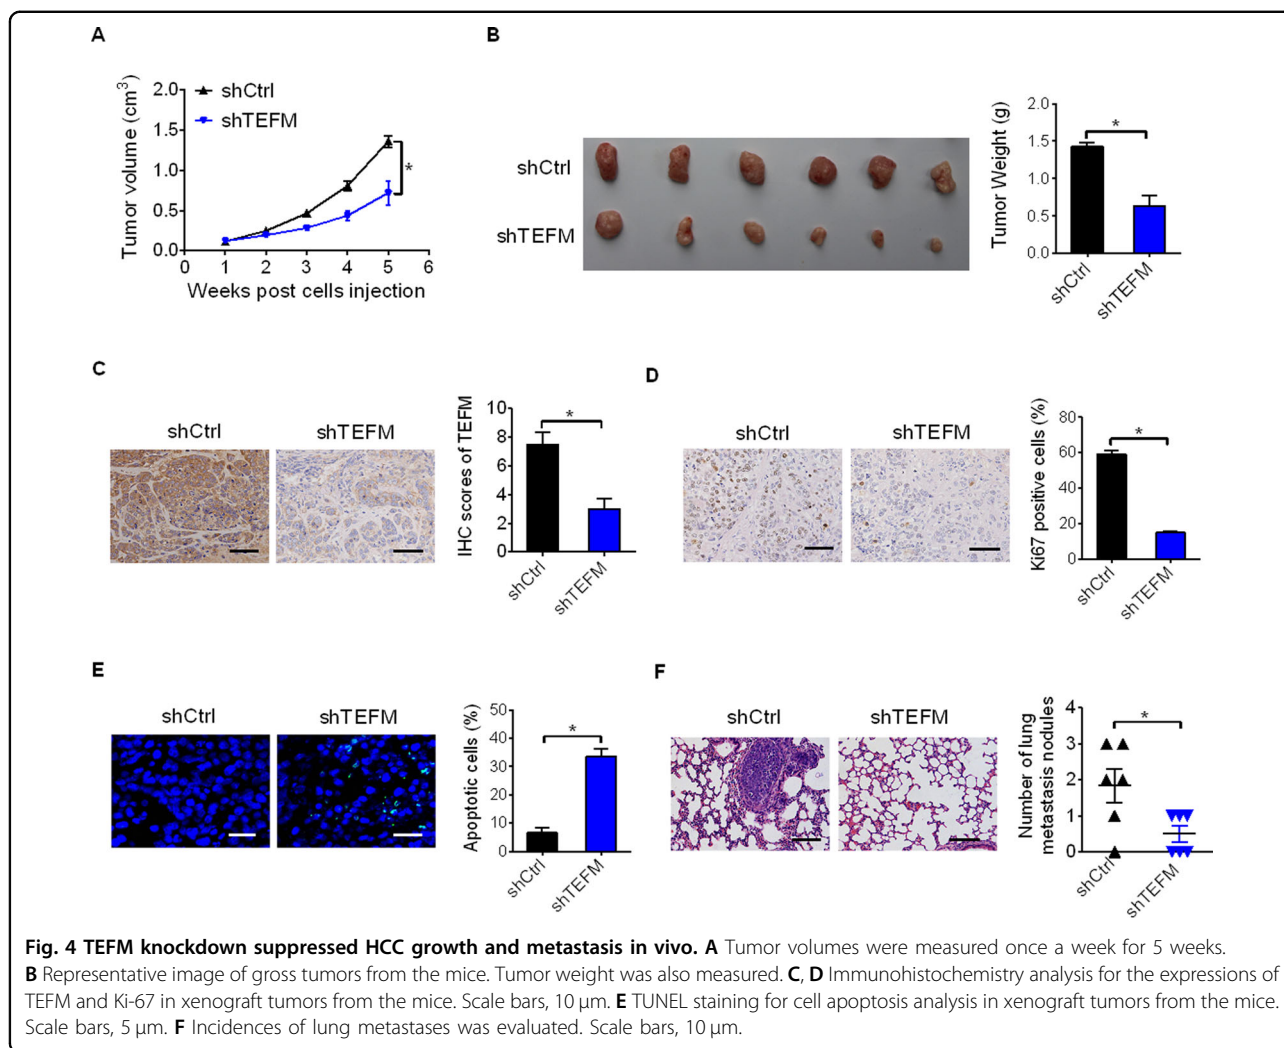 A
Tumor volume (cm³)
2.0
1.5
1.0
0.5
0.0
0 1 2 3 4 5 6
Weeks post cells injection
shCtrl
shTEFM
*
B
shCtrl
shTEFM
Tumor Weight (g)
2.0
1.5
1.0
0.5
0.0
*
shCtrl
shTEFM
C
shCtrl
shTEFM
IHC scores of TEFM
10
8
6
4
2
0
*
shCtrl
shTEFM
D
shCtrl
shTEFM
Ki67 positive cells (%)
80
60
40
20
0
*
shCtrl
shTEFM
E
shCtrl
shTEFM
Apoptotic cells (%)
50
40
30
20
10
0
*
shCtrl
shTEFM
F
shCtrl
shTEFM
Number of lung
metastasis nodules
4
3
2
1
0
*
shCtrl
shTEFM
Fig. 4 TEFM knockdown suppressed HCC growth and metastasis in vivo. A Tumor volumes were measured once a week for 5 weeks.
B Representative image of gross tumors from the mice. Tumor weight was also measured. C, D Immunohistochemistry analysis for the expressions of
TEFM and Ki-67 in xenograft tumors from the mice. Scale bars, 10 μm. E TUNEL staining for cell apoptosis analysis in xenograft tumors from the mice.
Scale bars, 5 μm. F Incidences of lung metastases was evaluated. Scale bars, 10 μm.